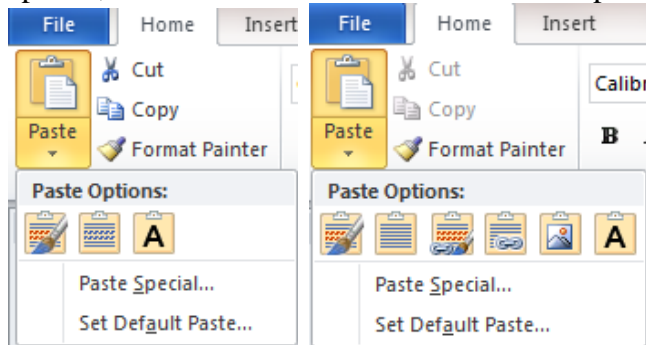 File Home Insert
Cut
Copy
Paste
Format Painter
Paste Options:
A
Paste Special...
Set Default Paste...
File Home Insert
Cut
Copy
Paste
Format Painter
Calibr
B
Paste Options:
A
Paste Special...
Set Default Paste...